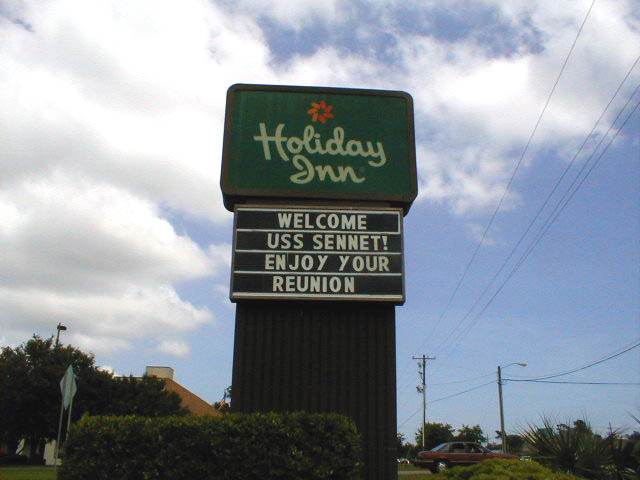 Holiday
Inn
WELCOME
USS SENNET!
ENJOY YOUR
REUNION